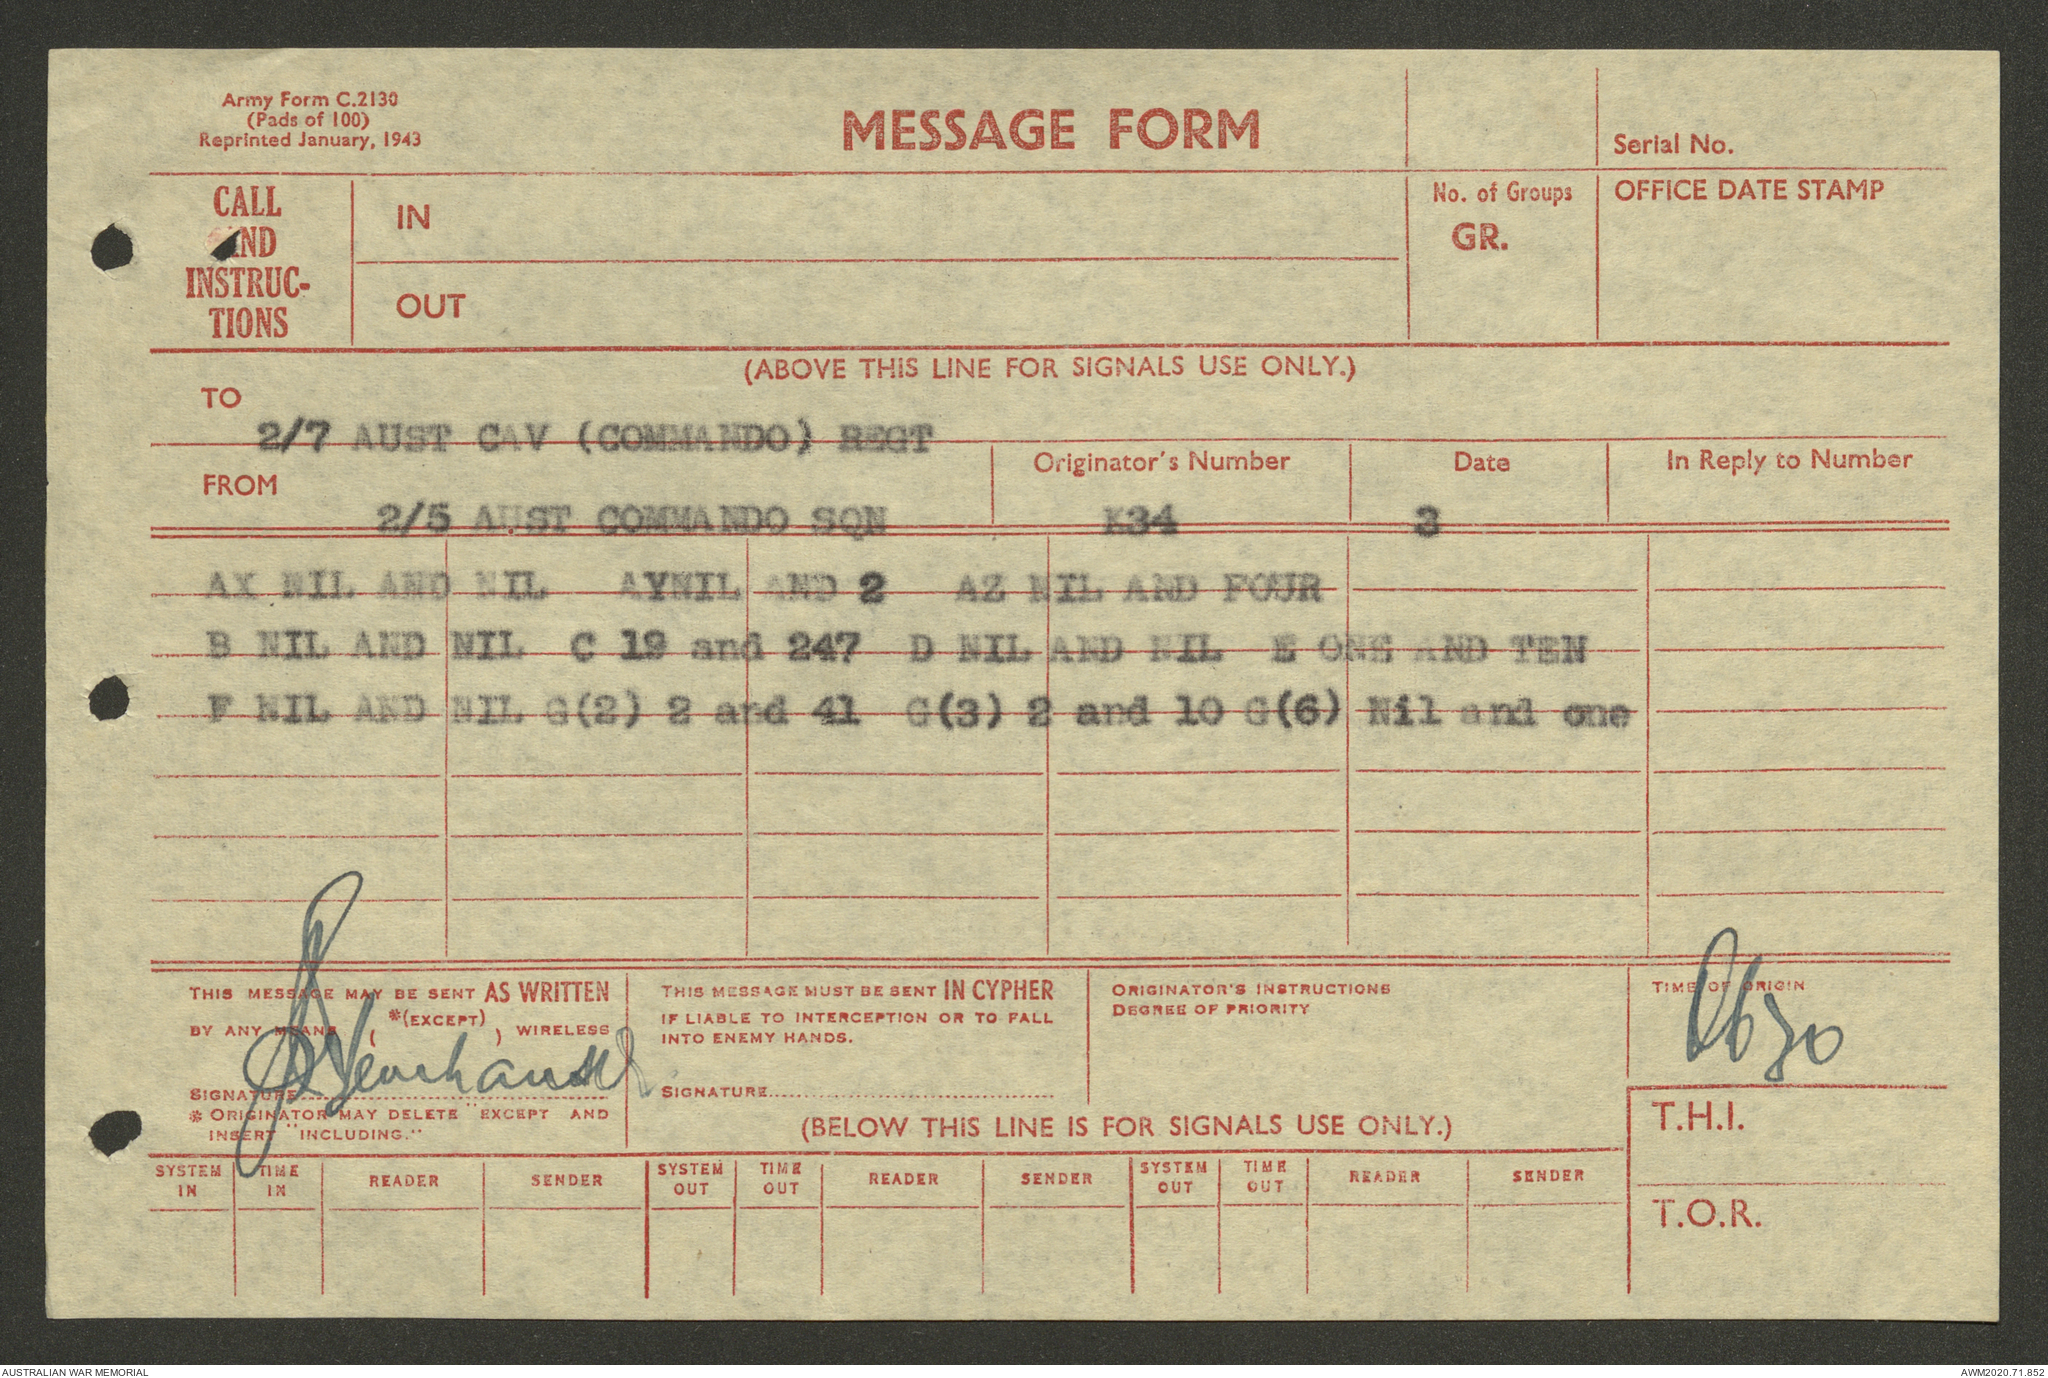 Army Form C.2130
(Pads of 100)
Reprinted January, 1943
MESSAGE FORM
Serial No.
CALL
AND
INSTRUC-
TIONS
IN
OUT
No. of Groups
GR.
OFFICE DATE STAMP
(ABOVE THIS LINE FOR SIGNALS USE ONLY.)
TO
2/7 AUST CAV (COMMANDO) REGT
FROM
2/5 AUST COMMANDO SQN
Originator's Number
K34
Date
3
In Reply to Number
AX NIL AND NIL AYNIL AND 2 AZ NIL AND FOUR
B NIL AND NIL C 19 and 247 D NIL AND NIL E ONE AND TEN
F NIL AND NIL G(2) 2 and 41 G(3) 2 and 10 G(6) Nil and one
THIS MESSAGE MAY BE SENT AS WRITTEN
BY ANY MEANS ( *(EXCEPT) ) WIRELESS
SIGNATURE
* ORIGINATOR MAY DELETE "EXCEPT AND
INSERT "INCLUDING."
THIS MESSAGE MUST BE SENT IN CYPHER
IF LIABLE TO INTERCEPTION OR TO FALL
INTO ENEMY HANDS.
SIGNATURE
ORIGINATOR'S INSTRUCTIONS
DEGREE OF PRIORITY
TIME OF ORIGIN
0630
(BELOW THIS LINE IS FOR SIGNALS USE ONLY.)
T.H.I.
T.O.R.
SYSTEM IN
TIME IN
READER
SENDER
SYSTEM OUT
TIME OUT
READER
SENDER
SYSTEM OUT
TIME OUT
READER
SENDER
AUSTRALIAN WAR MEMORIAL
AWM2020.71.852